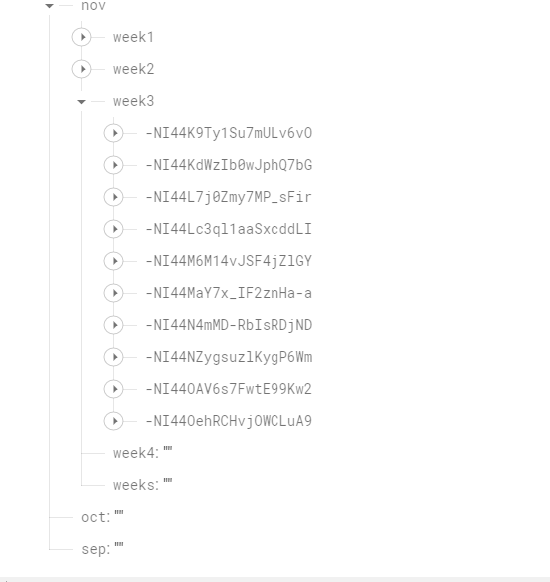 nov
week1
week2
week3
-NI44K9Ty1Su7mULv6vO
-NI44KdWzIb0wJphQ7bG
-NI44L7j0Zmy7MP_sFir
-NI44Lc3ql1aaSxcddLI
-NI44M6M14vJSF4jZlGY
-NI44MaY7x_IF2znHa-a
-NI44N4mMD-RbIsRDjND
-NI44NZygsuzlKygP6Wm
-NI44OAV6s7FwtE99Kw2
-NI44OehRCHvjOWCLuA9
week4: ""
weeks: ""
oct: ""
sep: ""